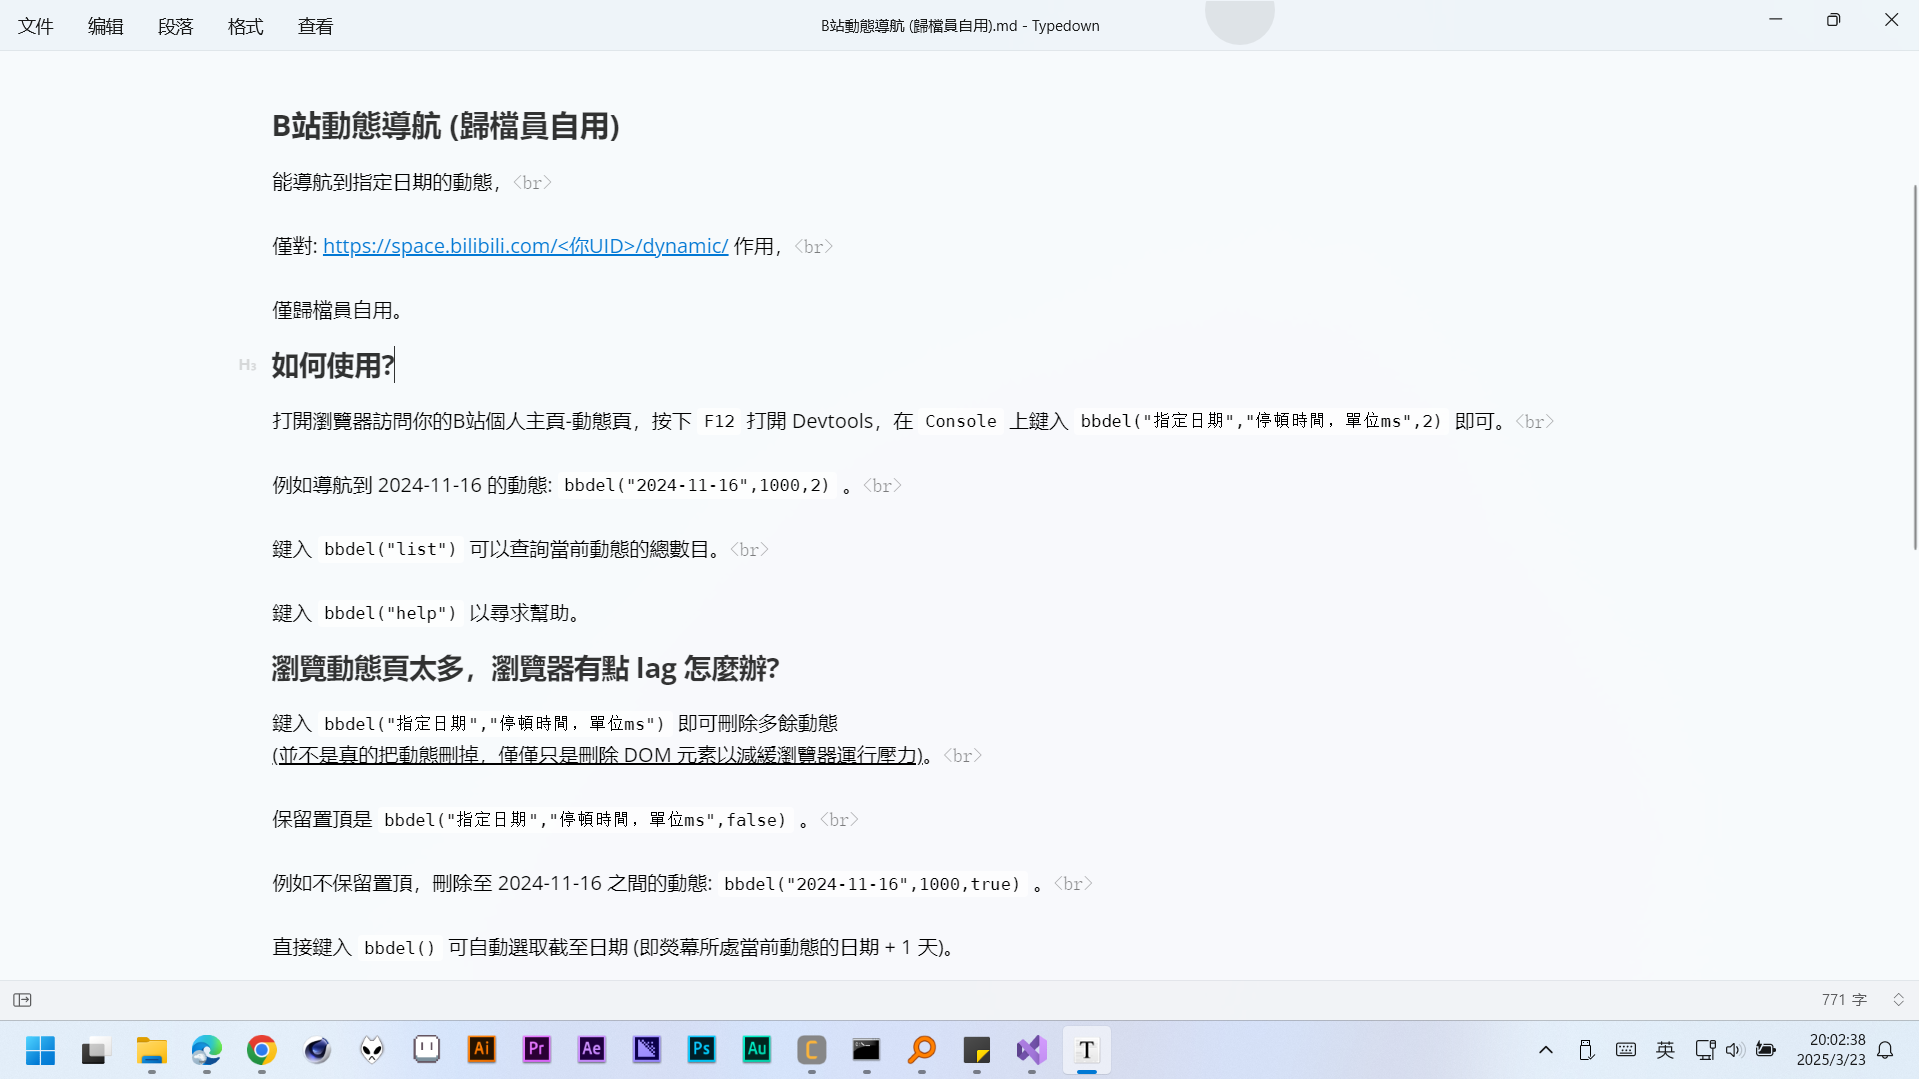 文件 编辑 段落 格式 查看
B站動態導航 (歸檔員自用).md - Typedown
B站動態導航 (歸檔員自用)
能導航到指定日期的動態，<br>
僅對: https://space.bilibili.com/<你UID>/dynamic/ 作用，<br>
僅歸檔員自用。
H3 如何使用?
打開瀏覽器訪問你的B站個人主頁-動態頁，按下 F12 打開 Devtools，在 Console 上鍵入 bbdel("指定日期","停頓時間，單位ms",2) 即可。<br>
例如導航到 2024-11-16 的動態: bbdel("2024-11-16",1000,2) 。<br>
鍵入 bbdel("list") 可以查詢當前動態的總數目。<br>
鍵入 bbdel("help") 以尋求幫助。
瀏覽動態頁太多，瀏覽器有點 lag 怎麼辦?
鍵入 bbdel("指定日期","停頓時間，單位ms") 即可刪除多餘動態
(並不是真的把動態刪掉，僅僅只是刪除 DOM 元素以減緩瀏覽器運行壓力)。<br>
保留置頂是 bbdel("指定日期","停頓時間，單位ms",false) 。<br>
例如不保留置頂，刪除至 2024-11-16 之間的動態: bbdel("2024-11-16",1000,true) 。<br>
直接鍵入 bbdel() 可自動選取截至日期 (即熒幕所處當前動態的日期 + 1 天)。
771 字
Ai Pr Ae Ps Au C T
英
20:02:38
2025/3/23